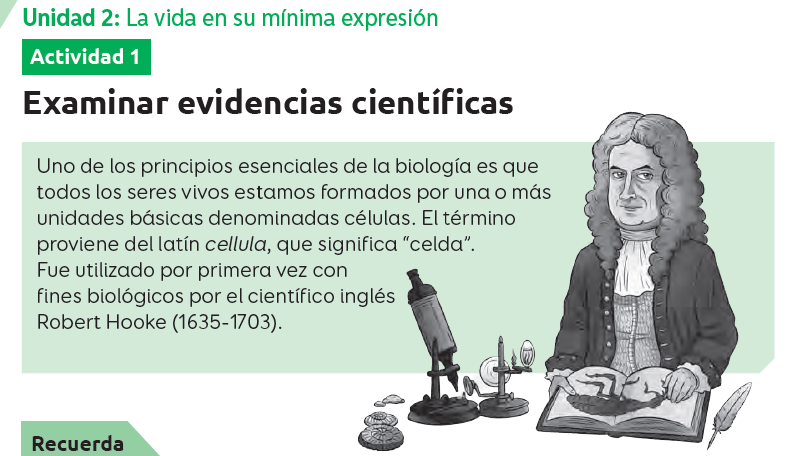 Unidad 2: La vida en su mínima expresión
Actividad 1
Examinar evidencias científicas
Uno de los principios esenciales de la biología es que
todos los seres vivos estamos formados por una o más
unidades básicas denominadas células. El término
proviene del latín cellula, que significa “celda”.
Fue utilizado por primera vez con
fines biológicos por el científico inglés
Robert Hooke (1635-1703).
Recuerda